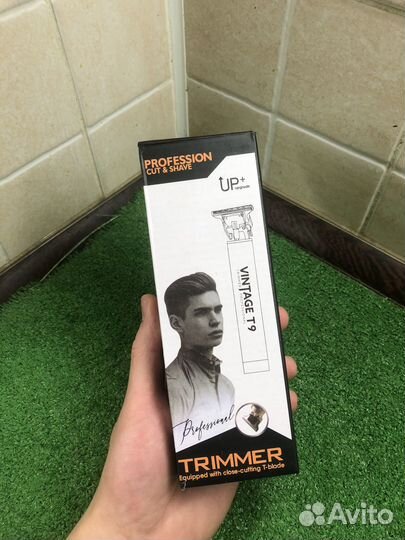 PROFESSION
CUT & SHAVE
UP+
Upgrade
VINTAGE T9
Professional
TRIMMER
Equipped with close-cutting T-blade
Avito